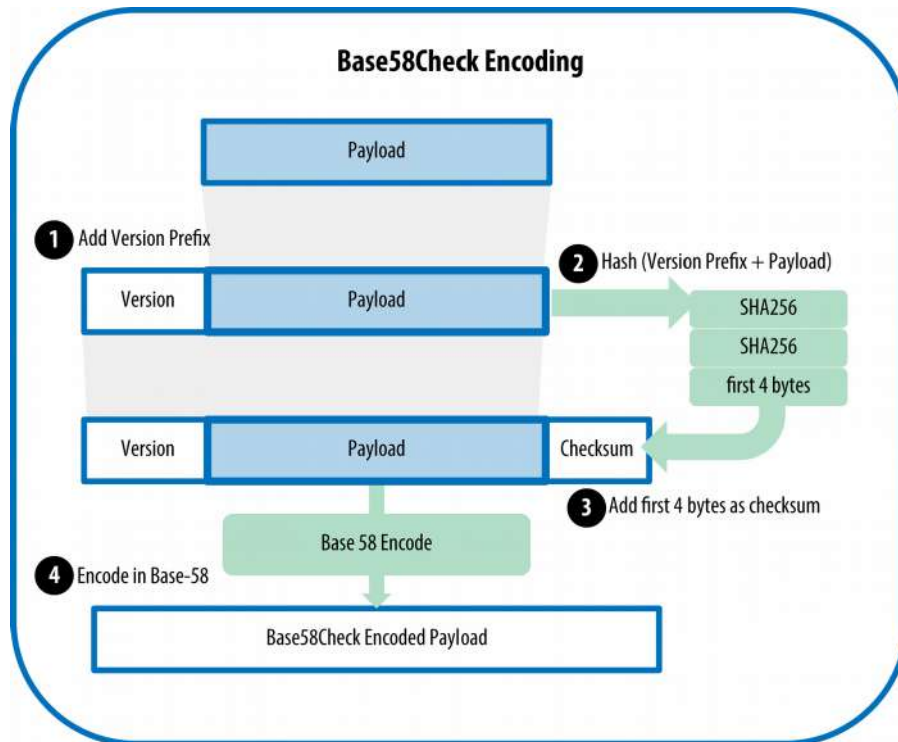 Base58Check Encoding
Payload
1 Add Version Prefix
2 Hash (Version Prefix + Payload)
Version
Payload
SHA256
SHA256
first 4 bytes
Version
Payload
Checksum
3 Add first 4 bytes as checksum
Base 58 Encode
4 Encode in Base-58
Base58Check Encoded Payload